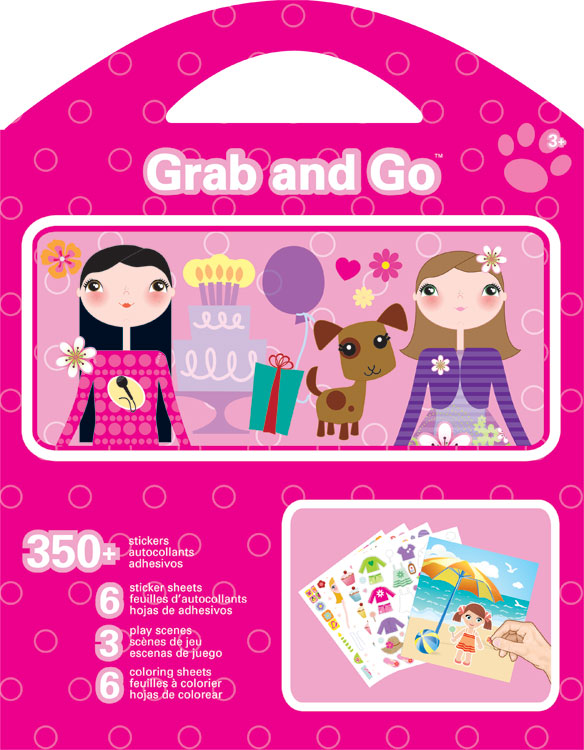 3+
Grab and Go™
350+
stickers
autocollants
adhesivos
6
sticker sheets
feuilles d'autocollants
hojas de adhesivos
3
play scenes
scènes de jeu
escenas de juego
6
coloring sheets
feuilles à colorier
hojas de colorear